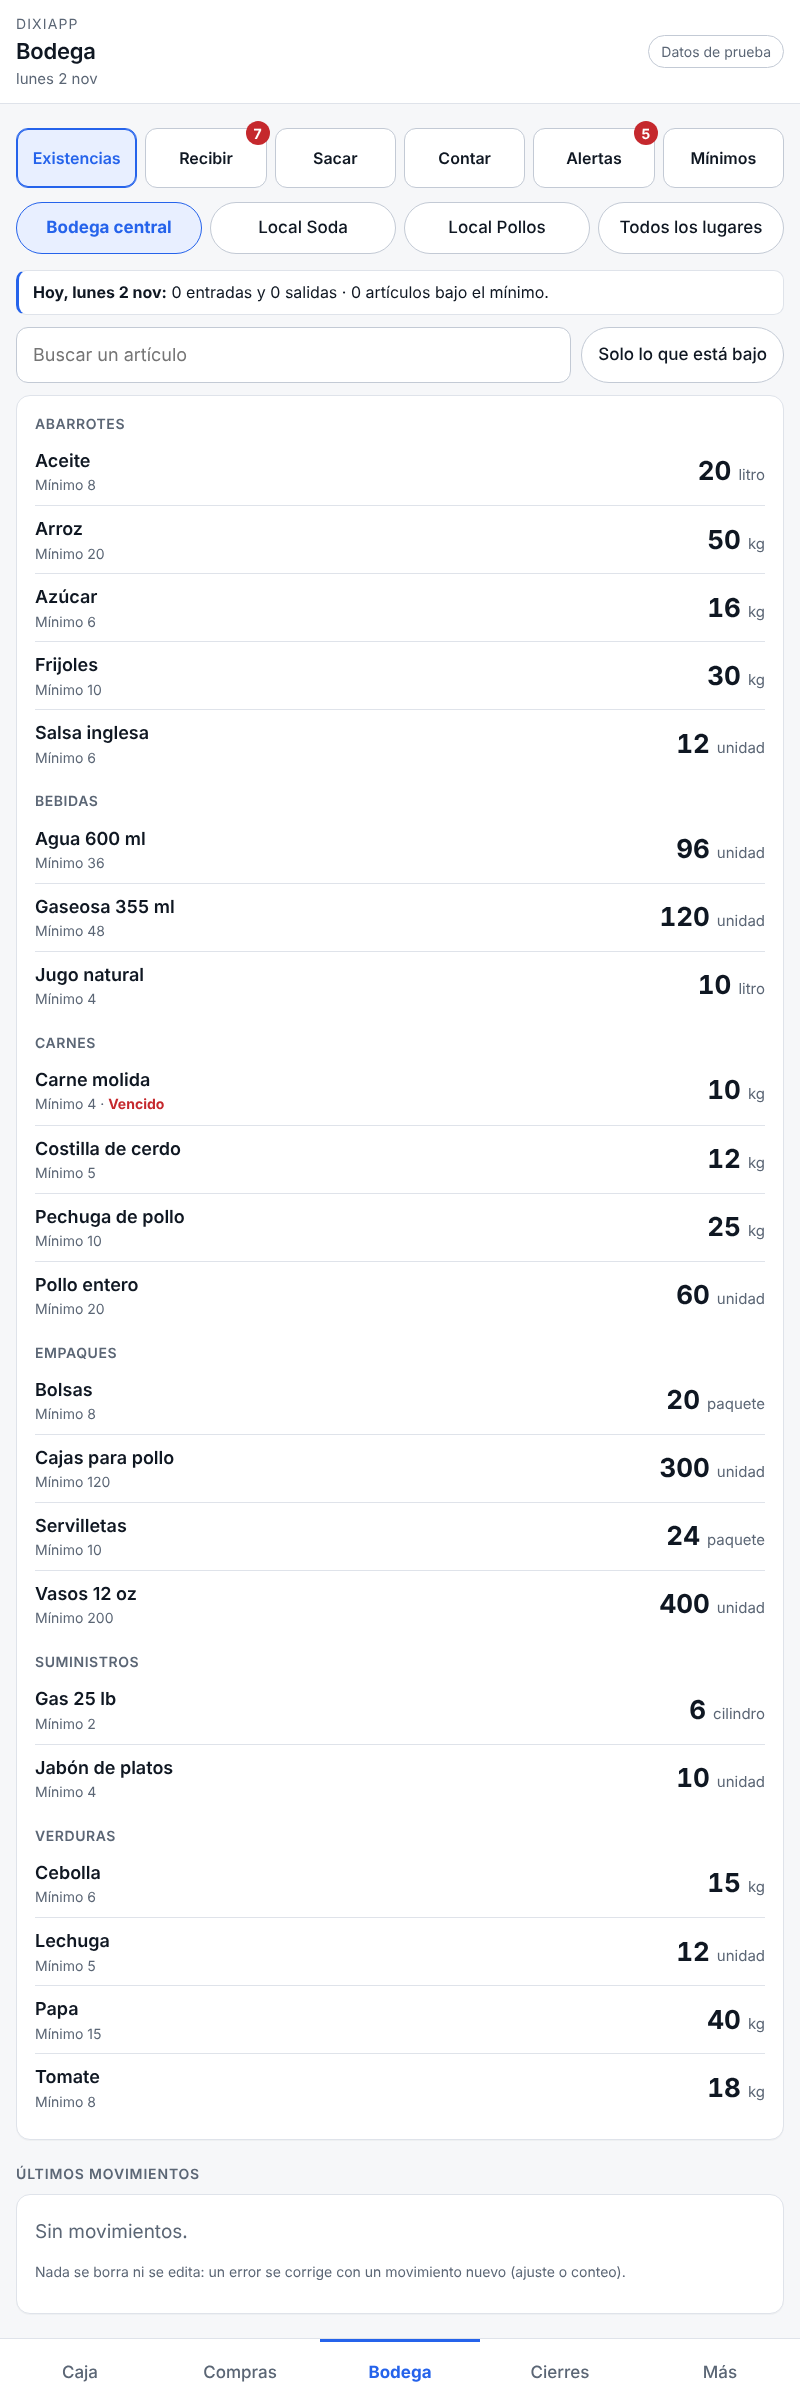 DIXIAPP
Bodega
lunes 2 nov
Datos de prueba
Existencias
Recibir
7
Sacar
Contar
Alertas
5
Mínimos
Bodega central
Local Soda
Local Pollos
Todos los lugares
Hoy, lunes 2 nov: 0 entradas y 0 salidas · 0 artículos bajo el mínimo.
Buscar un artículo
Solo lo que está bajo
ABARROTES
Aceite
Mínimo 8
20 litro
Arroz
Mínimo 20
50 kg
Azúcar
Mínimo 6
16 kg
Frijoles
Mínimo 10
30 kg
Salsa inglesa
Mínimo 6
12 unidad
BEBIDAS
Agua 600 ml
Mínimo 36
96 unidad
Gaseosa 355 ml
Mínimo 48
120 unidad
Jugo natural
Mínimo 4
10 litro
CARNES
Carne molida
Mínimo 4 · Vencido
10 kg
Costilla de cerdo
Mínimo 5
12 kg
Pechuga de pollo
Mínimo 10
25 kg
Pollo entero
Mínimo 20
60 unidad
EMPAQUES
Bolsas
Mínimo 8
20 paquete
Cajas para pollo
Mínimo 120
300 unidad
Servilletas
Mínimo 10
24 paquete
Vasos 12 oz
Mínimo 200
400 unidad
SUMINISTROS
Gas 25 lb
Mínimo 2
6 cilindro
Jabón de platos
Mínimo 4
10 unidad
VERDURAS
Cebolla
Mínimo 6
15 kg
Lechuga
Mínimo 5
12 unidad
Papa
Mínimo 15
40 kg
Tomate
Mínimo 8
18 kg
ÚLTIMOS MOVIMIENTOS
Sin movimientos.
Nada se borra ni se edita: un error se corrige con un movimiento nuevo (ajuste o conteo).
Caja
Compras
Bodega
Cierres
Más